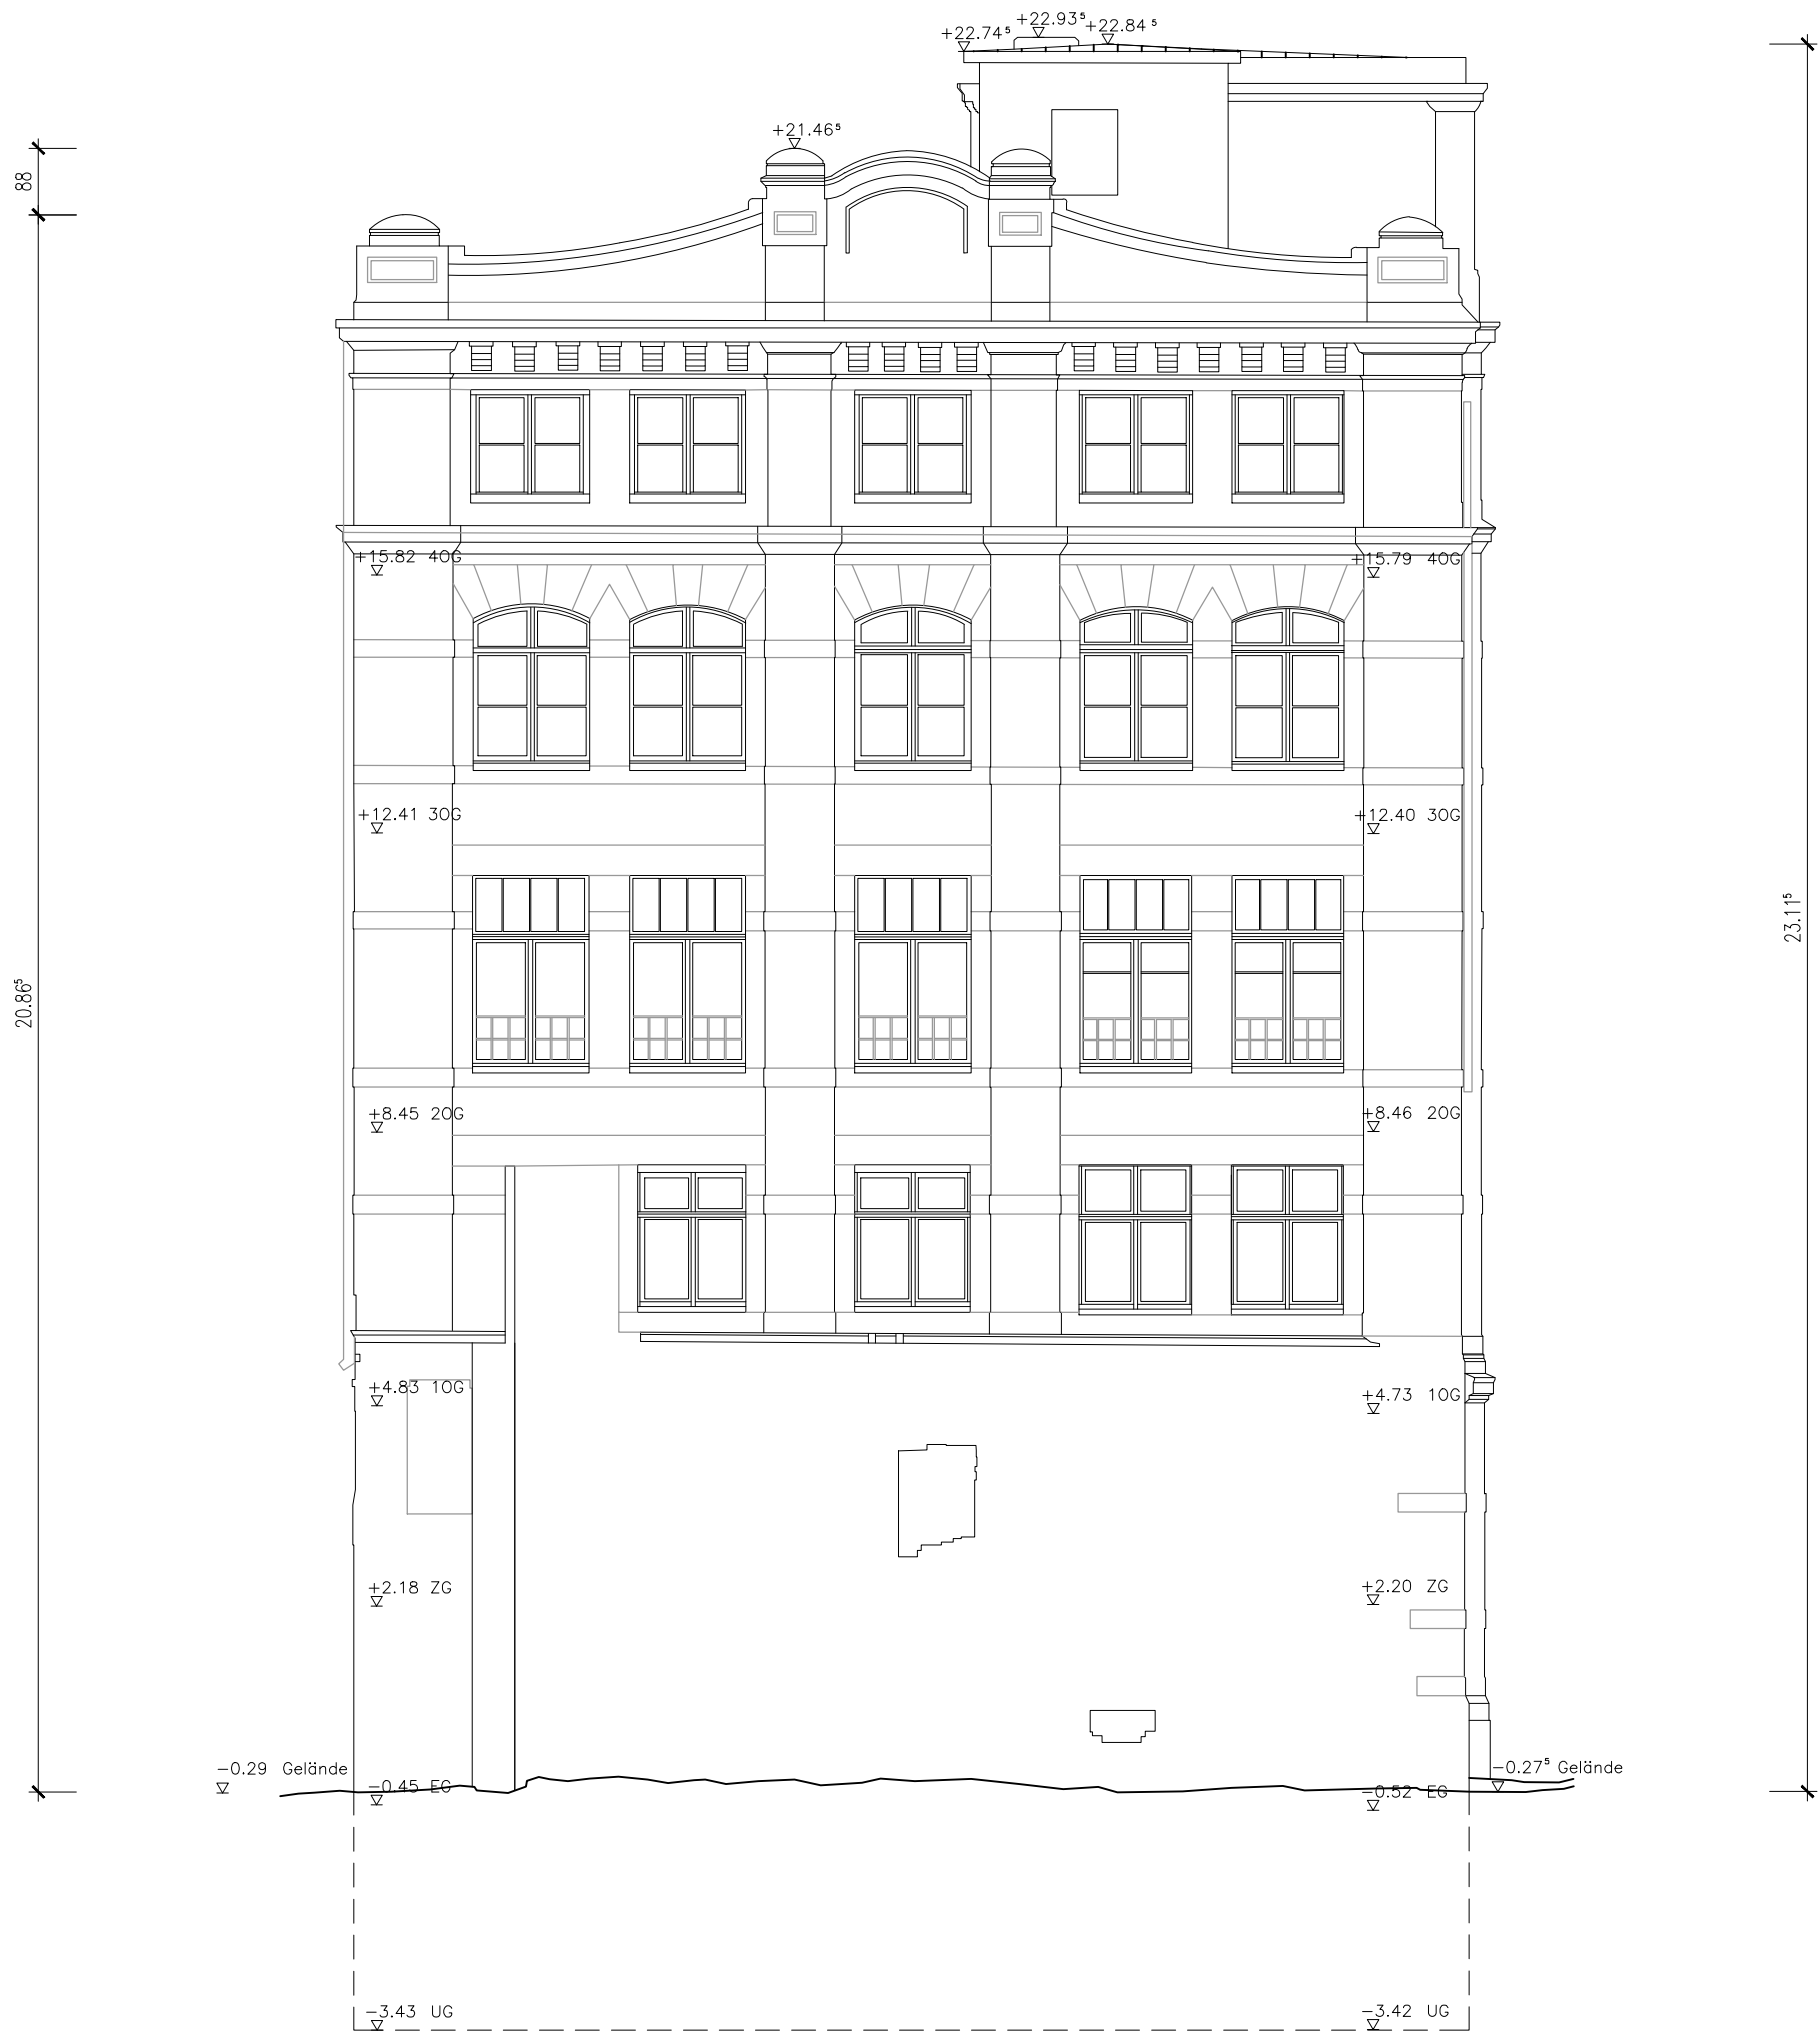 +22.93⁵
+22.74⁵
+22.84⁵
+21.46⁵
88
+15.82 4OG
+15.79 4OG
+12.41 3OG
+12.40 3OG
23.11⁵
20.86⁵
+8.45 2OG
+8.46 2OG
+4.83 1OG
+4.73 1OG
+2.18 ZG
+2.20 ZG
-0.29 Gelände
-0.27⁵ Gelände
-0.45 EG
-0.52 EG
-3.43 UG
-3.42 UG